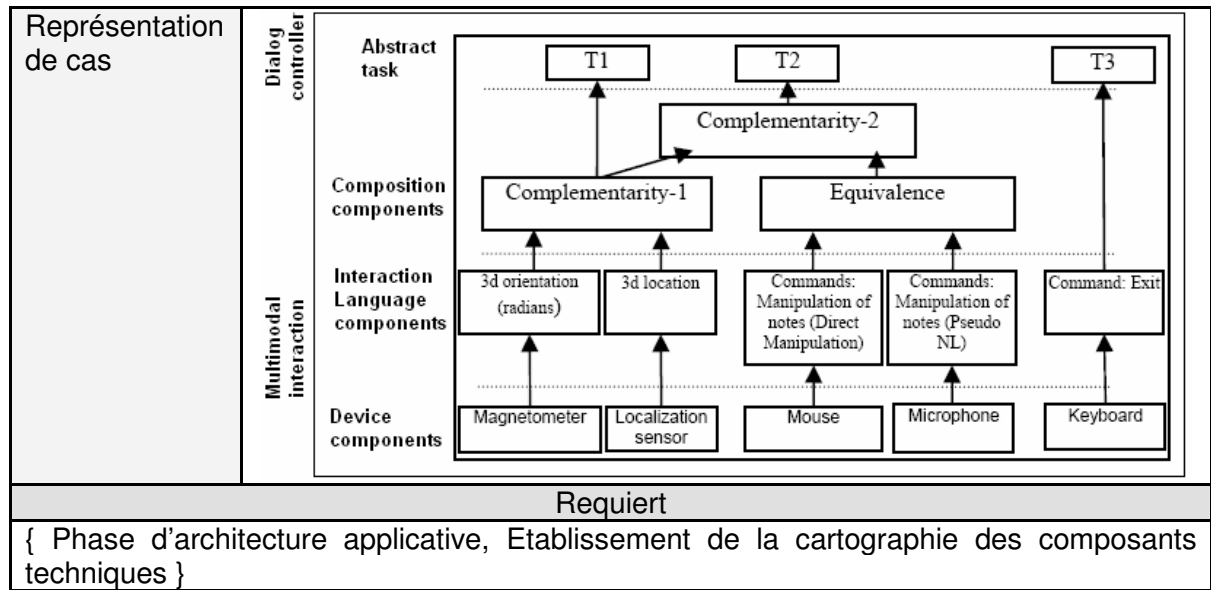 Représentation
de cas
Dialog
controller
Abstract
task
T1
T2
T3
Complementarity-2
Composition
components
Complementarity-1
Equivalence
Multimodal
interaction
Interaction
Language
components
3d orientation
(radians)
3d location
Commands:
Manipulation of
notes (Direct
Manipulation)
Commands:
Manipulation of
notes (Pseudo
NL)
Command: Exit
Device
components
Magnetometer
Localization
sensor
Mouse
Microphone
Keyboard
Requiert
{ Phase d’architecture applicative, Etablissement de la cartographie des composants
techniques }